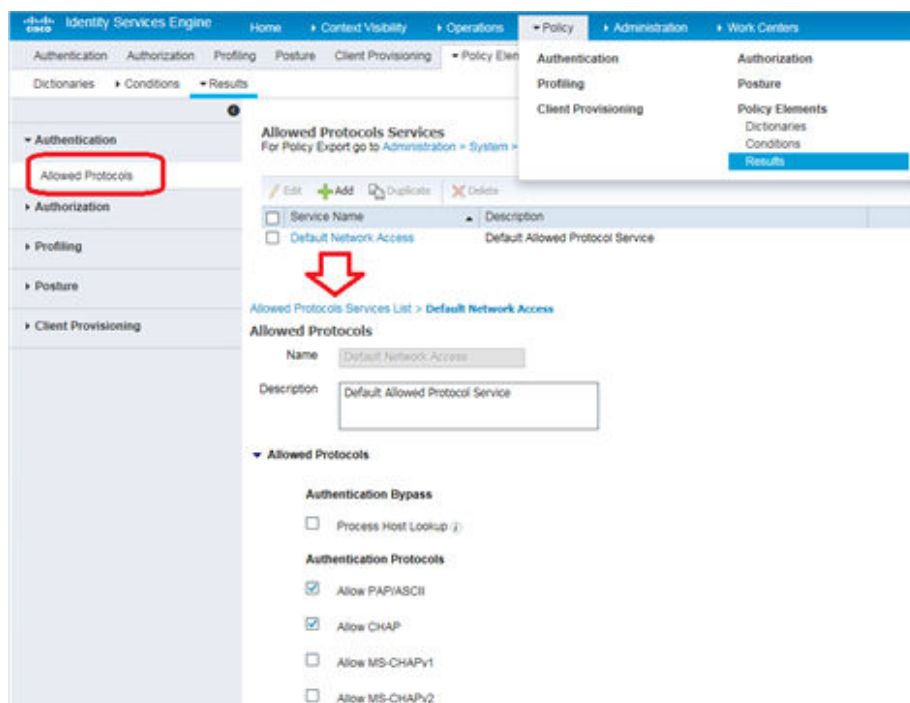 cisco Identity Services Engine
Home
Context Visibility
Operations
Policy
Administration
Work Centers
Authentication
Authorization
Profiling
Posture
Client Provisioning
Policy Elem
Dictionaries
Conditions
Results
Authentication
Authorization
Profiling
Posture
Client Provisioning
Policy Elements
Dictionaries
Conditions
Results
Authentication
Allowed Protocols
Authorization
Profiling
Posture
Client Provisioning
Allowed Protocols Services
For Policy Export go to Administration > System >
Edit
Add
Duplicate
Delete
Service Name
Description
Default Network Access
Default Allowed Protocol Service
Allowed Protocols Services List > Default Network Access
Allowed Protocols
Name
Default Network Access
Description
Default Allowed Protocol Service
Allowed Protocols
Authentication Bypass
Process Host Lookup
Authentication Protocols
Allow PAP/ASCII
Allow CHAP
Allow MS-CHAPv1
Allow MS-CHAPv2